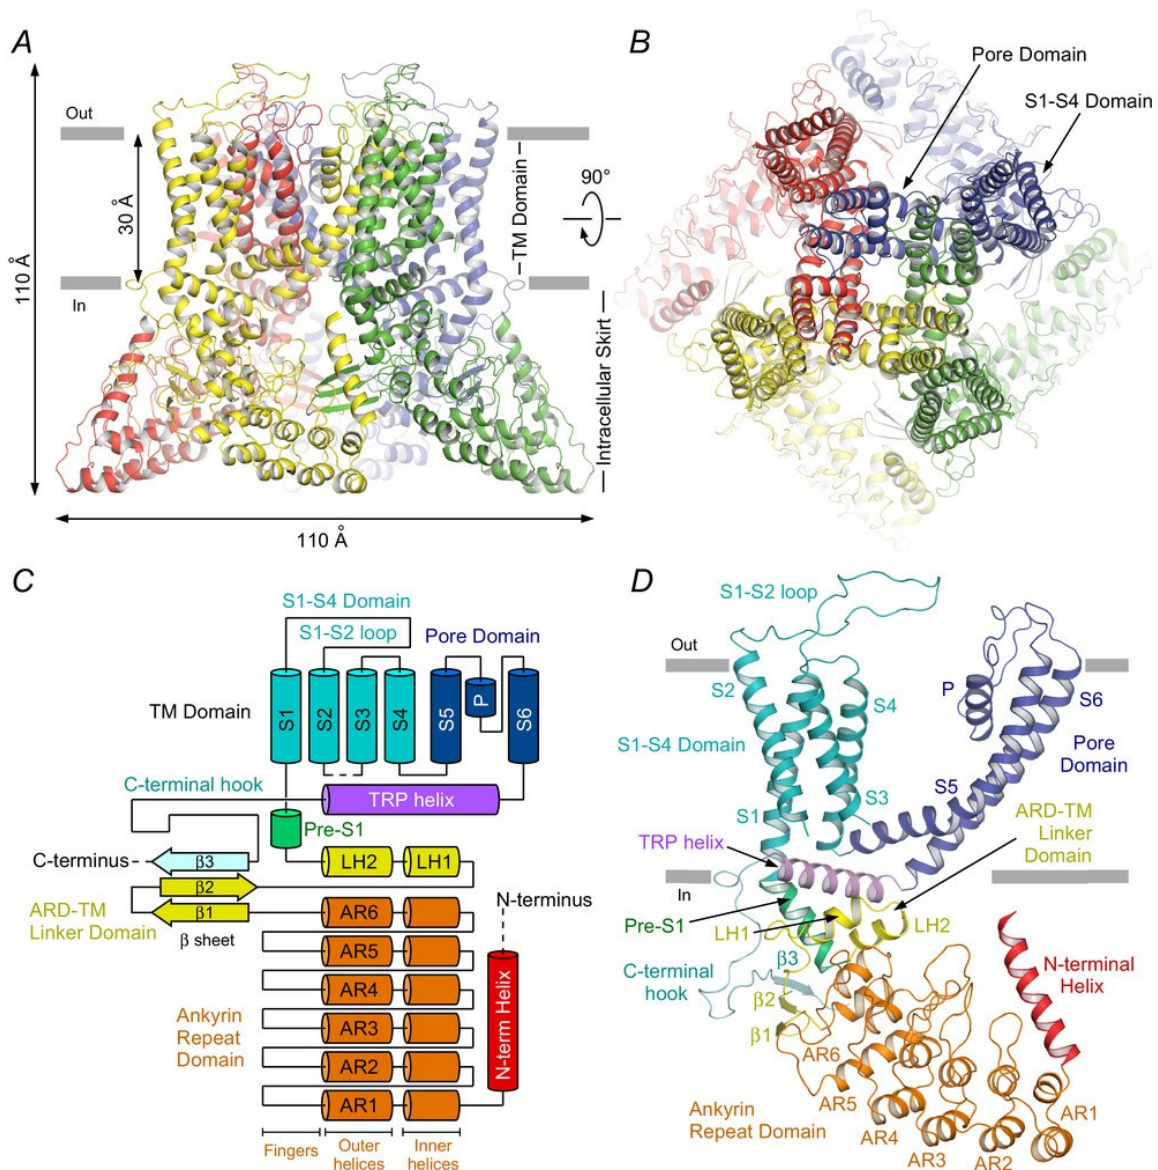 A
Out
In
30 Å
110 Å
110 Å
TM Domain
90°
Intracellular Skirt
B
Pore Domain
S1-S4 Domain
C
S1-S4 Domain
S1-S2 loop
Pore Domain
TM Domain
S1
S2
S3
S4
S5
P
S6
C-terminal hook
TRP helix
Pre-S1
C-terminus
β3
LH2
LH1
β2
β1
ARD-TM
Linker Domain
β sheet
N-terminus
AR6
AR5
AR4
AR3
AR2
AR1
Ankyrin
Repeat
Domain
N-term Helix
Fingers
Outer
helices
Inner
helices
D
S1-S2 loop
Out
S2
S4
P
S6
S1-S4 Domain
Pore
Domain
S5
S1
S3
ARD-TM
Linker
Domain
TRP helix
In
Pre-S1
LH1
LH2
β3
C-terminal
hook
β2
β1
N-terminal
Helix
AR6
AR5
AR4
AR3
AR2
AR1
Ankyrin
Repeat Domain